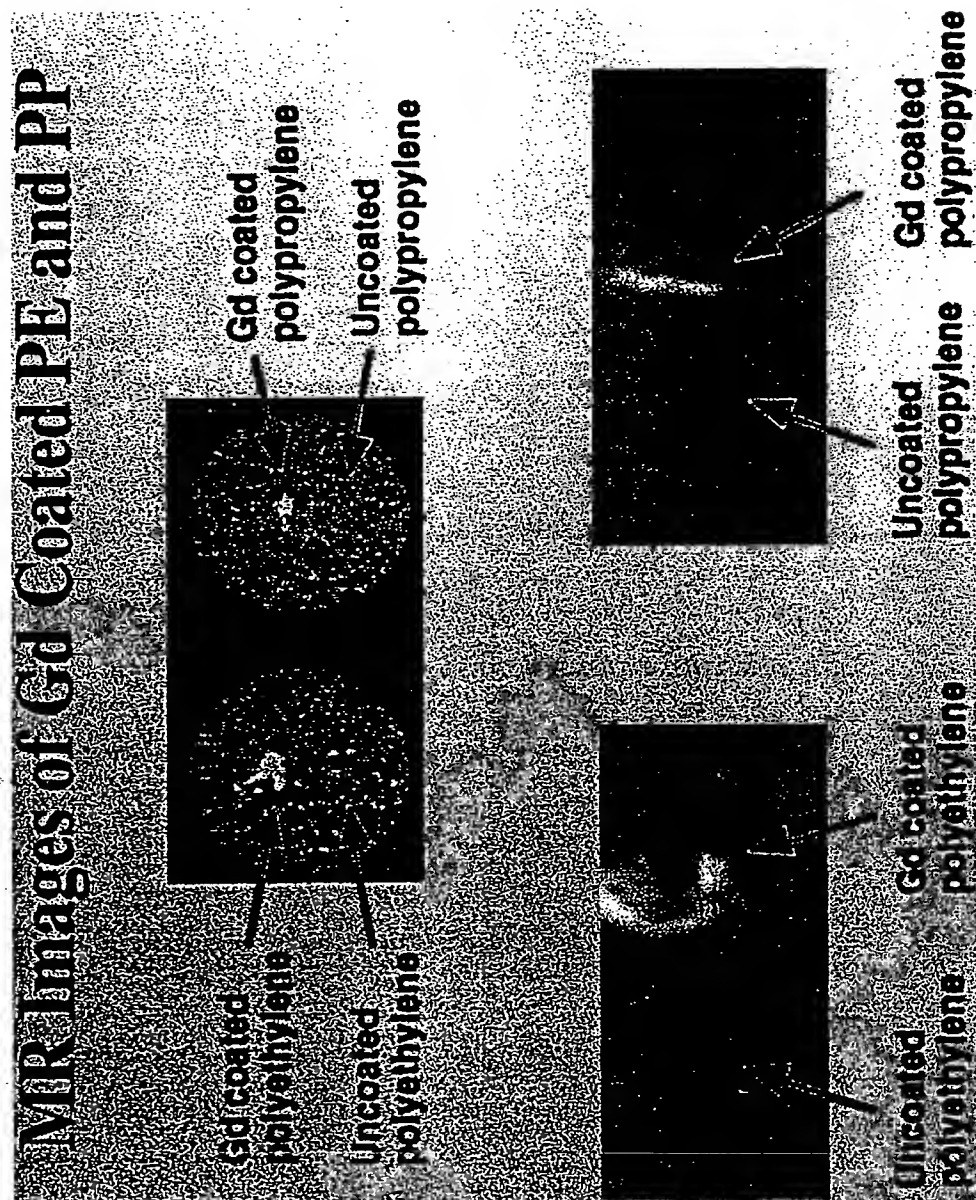 MR Images of Gd Coated PE and PP
Gd coated
polyethylene
Uncoated
polyethylene
Gd coated
polypropylene
Uncoated
polypropylene
Uncoated
polyethylene
Gd coated
polyethylene
Uncoated
polypropylene
Gd coated
polypropylene